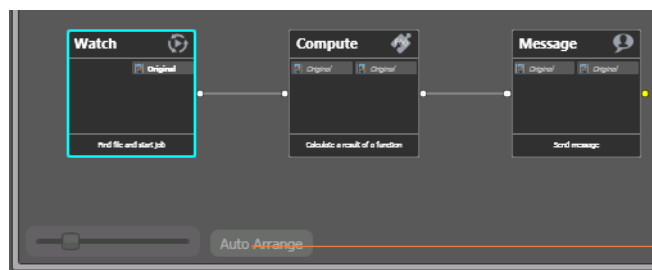 Watch
Compute
Message
Original
Original
Original
Original
Original
Find file and start job
Calculate a result of a function
Send message
Auto Arrange